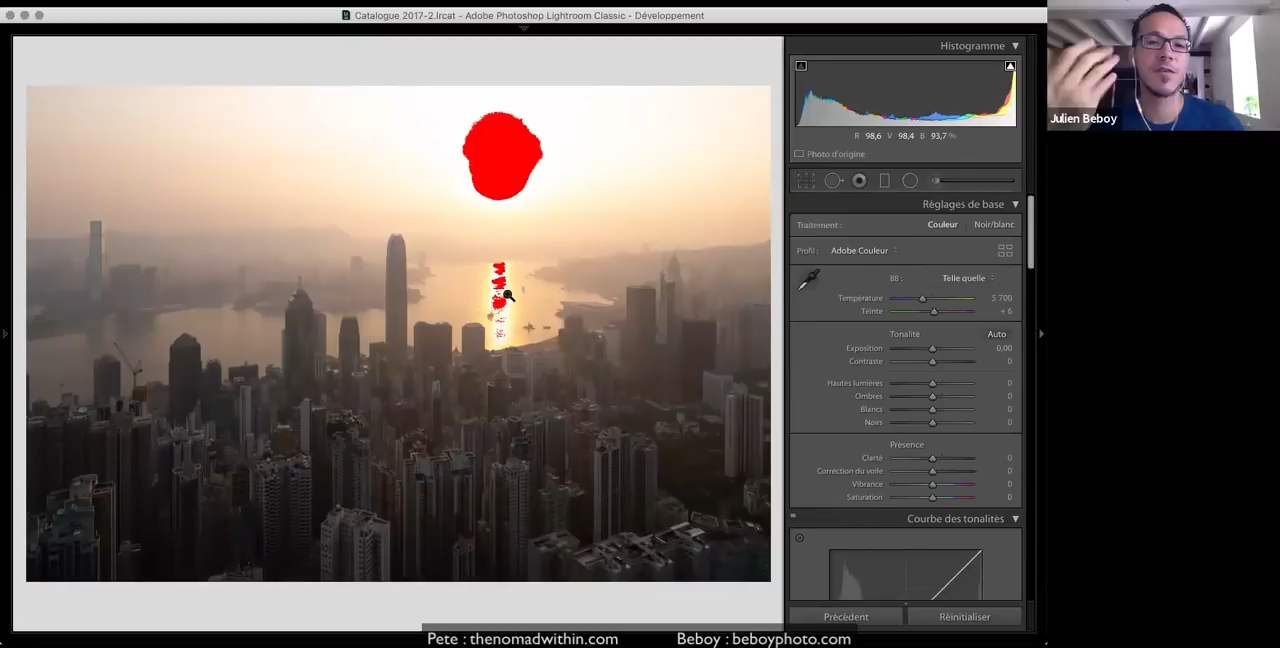 Catalogue 2017-2.lrcat - Adobe Photoshop Lightroom Classic - Développement
Histogramme
R 98,6 V 98,4 B 93,7 %
Photo d'origine
Réglages de base
Traitement : Couleur Noir/blanc
Profil : Adobe Couleur
BB : Telle quelle
Température 5 700
Teinte + 6
Tonalité Auto
Exposition 0,00
Contraste 0
Hautes lumières 0
Ombres 0
Blancs 0
Noirs 0
Présence
Clarté 0
Correction du voile 0
Vibrance 0
Saturation 0
Courbe des tonalités
Précédent Réinitialiser
Julien Beboy
Pete : thenomadwithin.com Beboy : beboyphoto.com